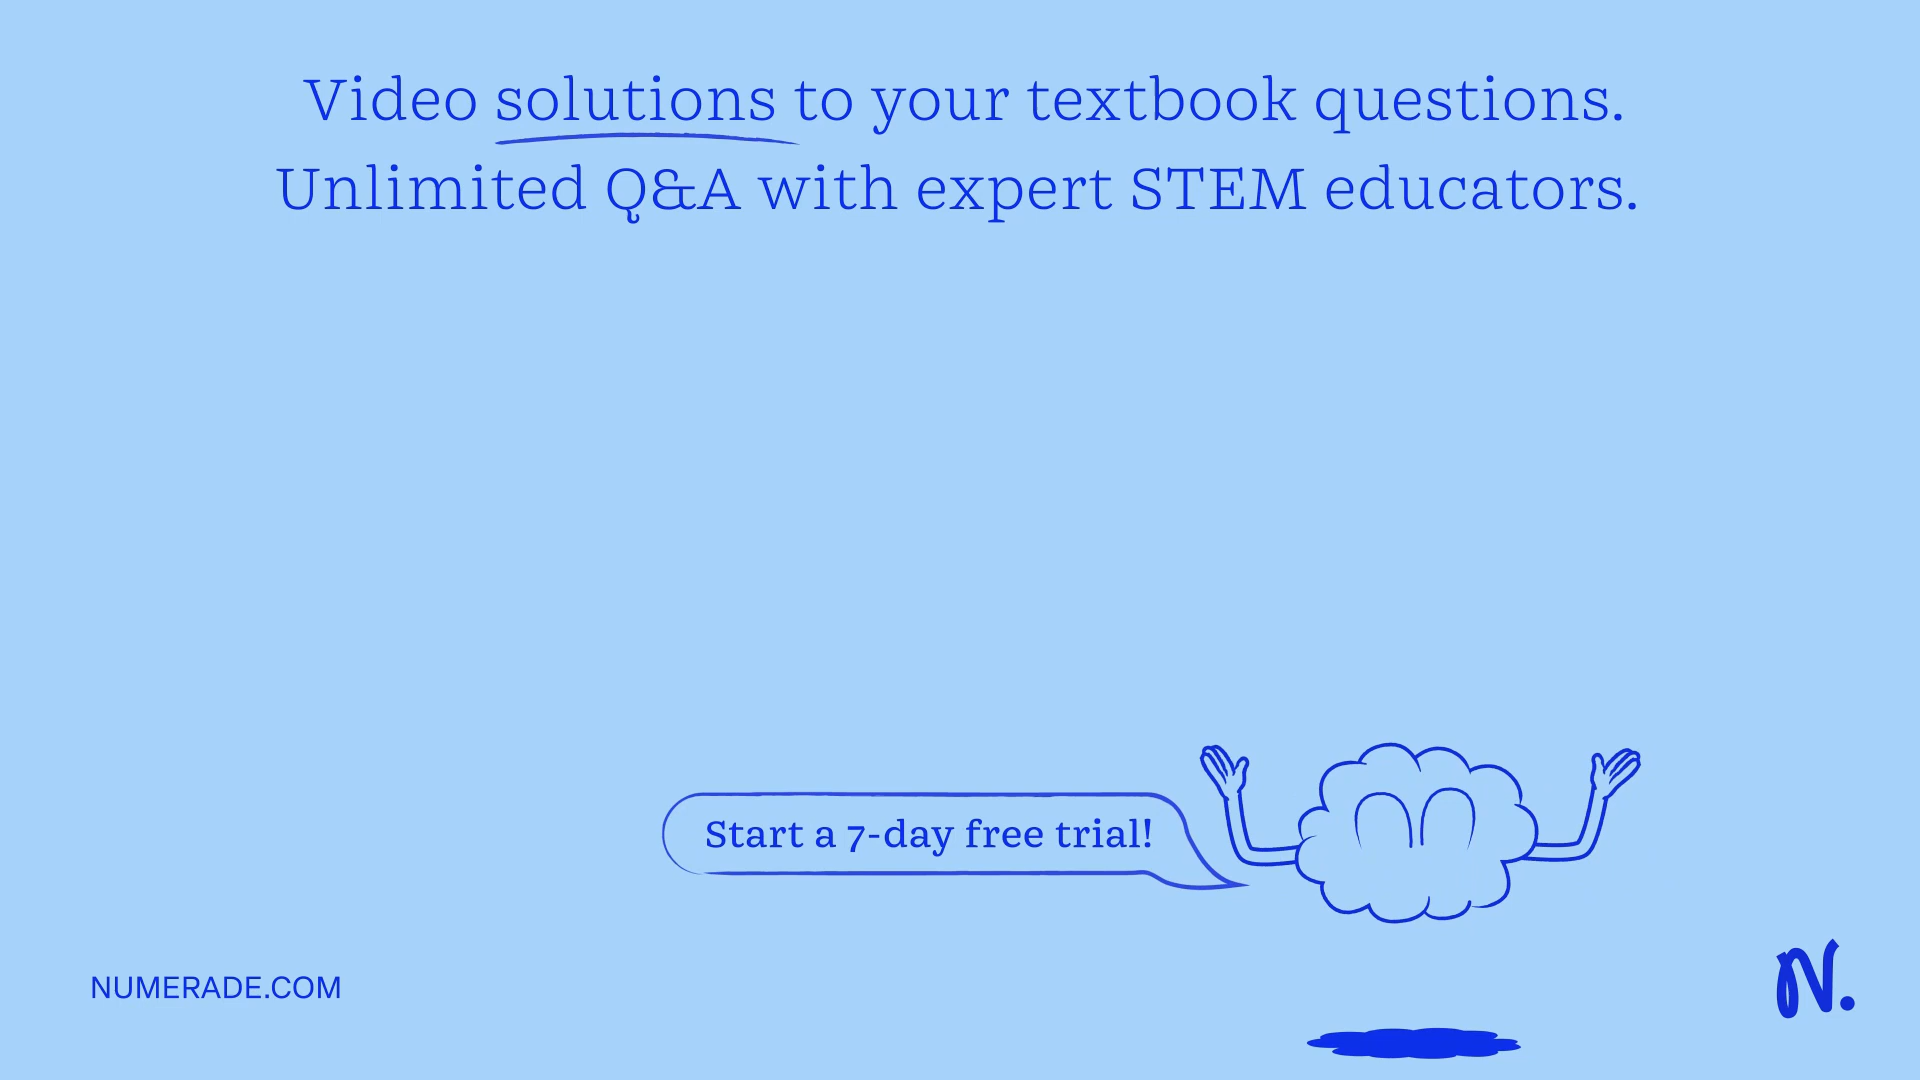 Video solutions to your textbook questions.
Unlimited Q&A with expert STEM educators.
Start a 7-day free trial!
NUMERADE.COM
N.